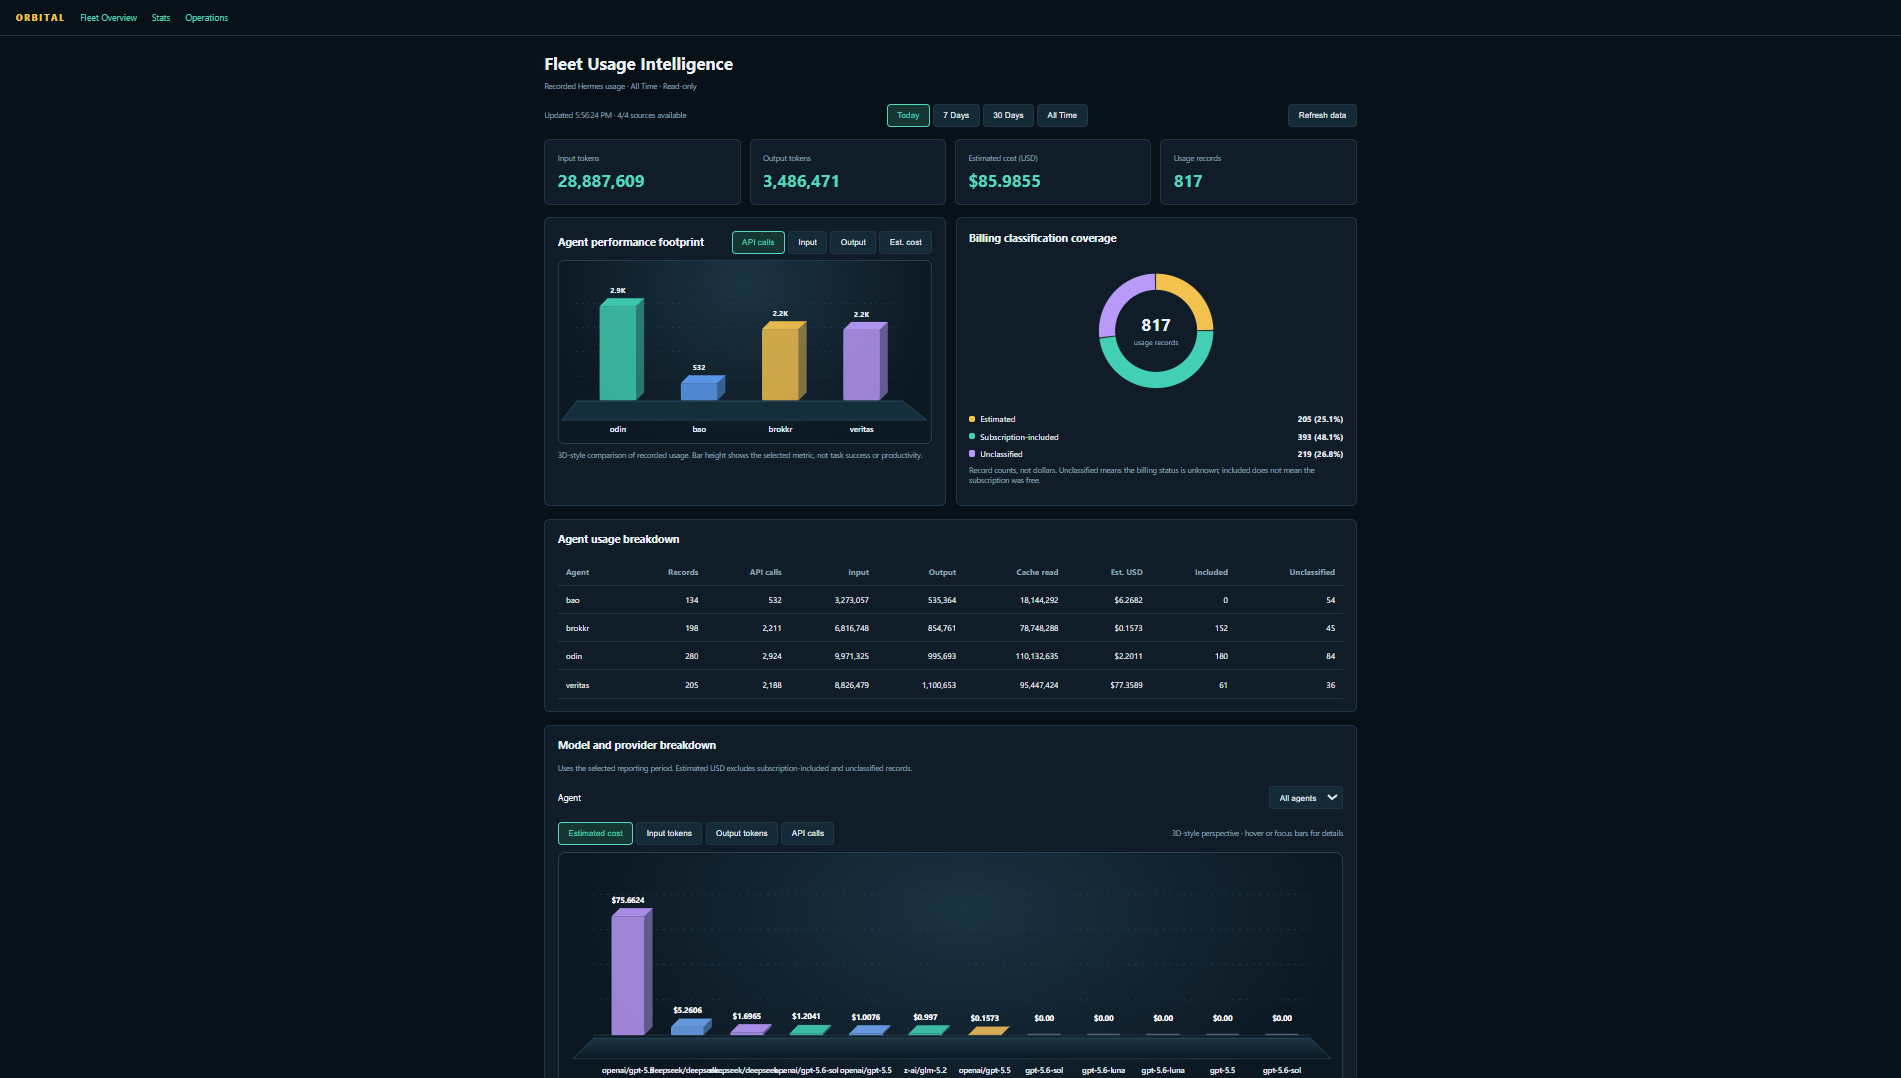 ORBITAL Fleet Overview Stats Operations
Fleet Usage Intelligence
Recorded Hermes usage · All Time · Read-only
Updated 5:56:24 PM · 4/4 sources available
Today 7 Days 30 Days All Time
Refresh data
Input tokens
28,887,609
Output tokens
3,486,471
Estimated cost (USD)
$85.9855
Usage records
817
Agent performance footprint
API calls Input Output Est. cost
2.9K
532
2.2K
2.2K
odin bao brokkr veritas
3D-style comparison of recorded usage. Bar height shows the selected metric, not task success or productivity.
Billing classification coverage
817
usage records
Estimated 205 (25.1%)
Subscription-included 393 (48.1%)
Unclassified 219 (26.8%)
Record counts, not dollars. Unclassified means the billing status is unknown; included does not mean the
subscription was free.
Agent usage breakdown
Agent Records API calls Input Output Cache read Est. USD Included Unclassified
bao 134 532 3,273,057 535,364 18,144,292 $6.2682 0 54
brokkr 198 2,211 6,816,748 854,761 78,748,288 $0.1573 152 45
odin 280 2,924 9,971,325 995,693 110,132,635 $2.2011 180 84
veritas 205 2,188 8,826,479 1,100,653 95,447,424 $77.3589 61 36
Model and provider breakdown
Uses the selected reporting period. Estimated USD excludes subscription-included and unclassified records.
Agent
All agents
Estimated cost Input tokens Output tokens API calls
3D-style perspective · hover or focus bars for details
$75.6624 $5.2606 $1.6965 $1.2041 $1.0076 $0.997 $0.1573 $0.00 $0.00 $0.00 $0.00 $0.00
openai/gpt-5.5 z-ai/glm-5.2 openai/gpt-5.5 gpt-5.6-sol gpt-5.6-luna gpt-5.6-luna gpt-5.5 gpt-5.6-sol